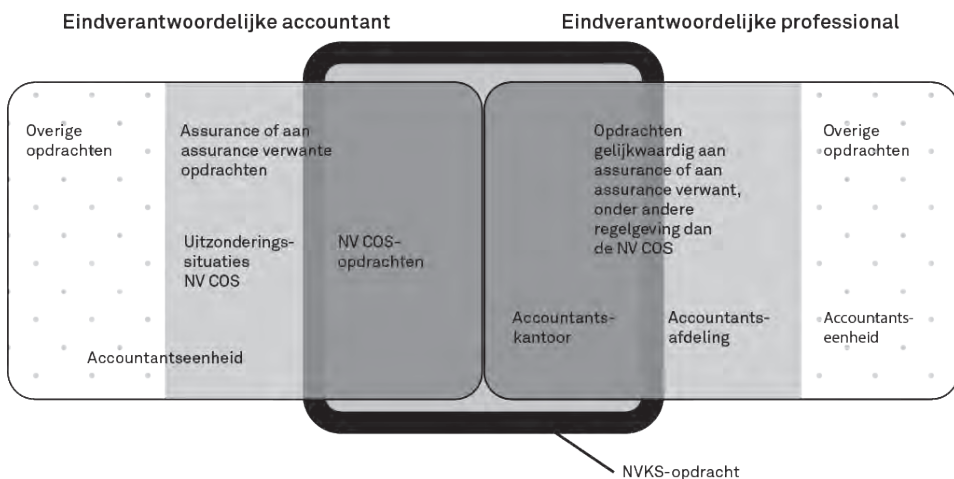 Eindverantwoordelijke accountant
Eindverantwoordelijke professional
Overige
opdrachten
Assurance of aan
assurance verwante
opdrachten
Uitzonderings-
situaties
NV COS
NV COS-
opdrachten
Accountantseenheid
Opdrachten
gelijkwaardig aan
assurance of aan
assurance verwant,
onder andere
regelgeving dan
de NV COS
Accountants-
kantoor
Accountants-
afdeling
Overige
opdrachten
Accountants-
eenheid
NVKS-opdracht